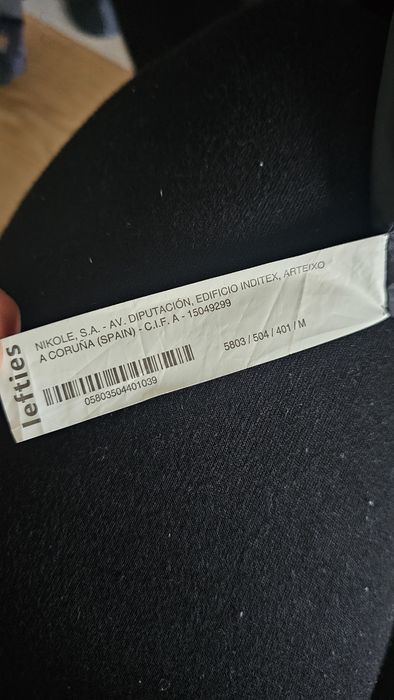 lefties
NIKOLE, S.A. - AV. DIPUTACIÓN, EDIFICIO INDITEX, ARTEIXO
A CORUÑA (SPAIN) - C.I.F. A - 15049299
05803504401039
5803 / 504 / 401 / M